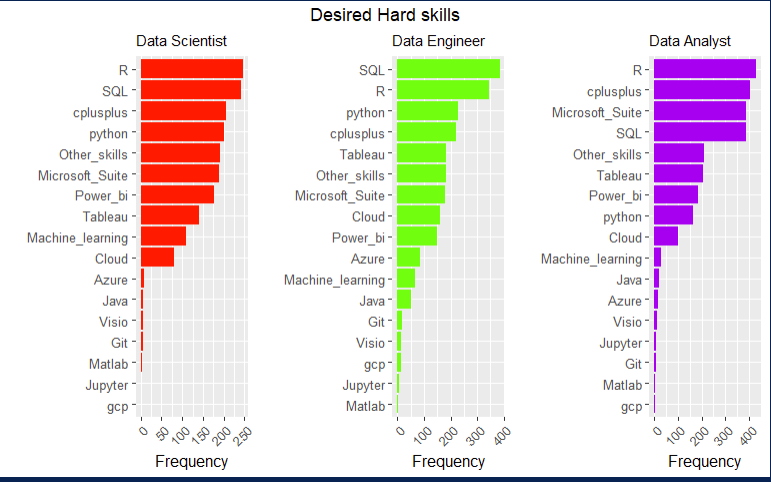 Desired Hard skills
Data Scientist
R
SQL
cplusplus
python
Other_skills
Microsoft_Suite
Power_bi
Tableau
Machine_learning
Cloud
Azure
Java
Visio
Git
Matlab
Jupyter
gcp
0 50 100 150 200 250
Frequency
Data Engineer
SQL
R
python
cplusplus
Tableau
Other_skills
Microsoft_Suite
Cloud
Power_bi
Azure
Machine_learning
Java
Git
Visio
gcp
Jupyter
Matlab
0 100 200 300 400
Frequency
Data Analyst
R
cplusplus
Microsoft_Suite
SQL
Other_skills
Tableau
Power_bi
python
Cloud
Machine_learning
Java
Azure
Visio
Jupyter
Git
Matlab
gcp
0 100 200 300 400
Frequency